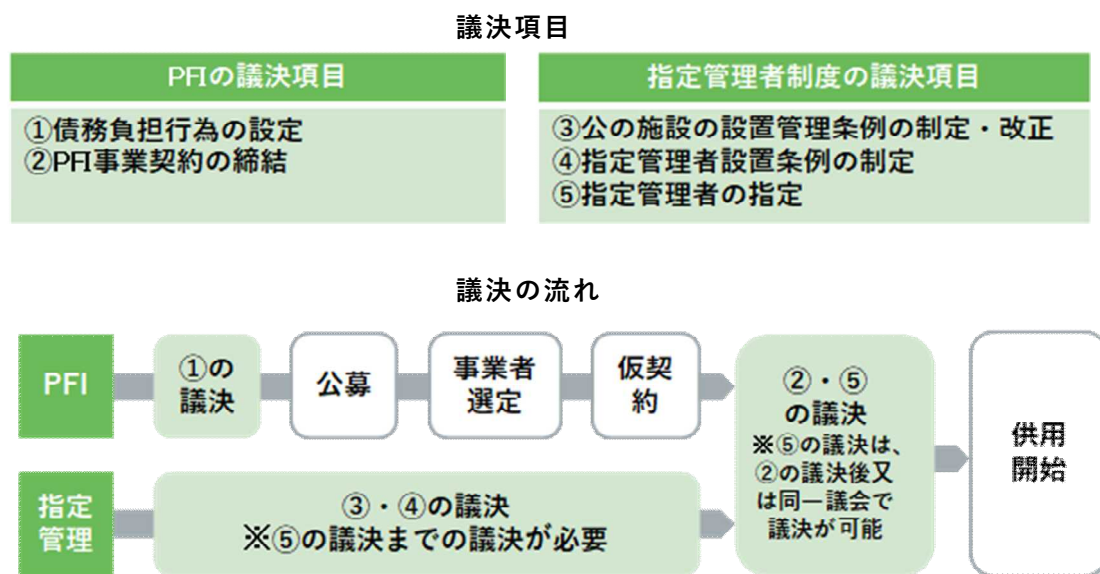 議決項目
PFIの議決項目
①債務負担行為の設定
②PFI事業契約の締結
指定管理者制度の議決項目
③公の施設の設置管理条例の制定・改正
④指定管理者設置条例の制定
⑤指定管理者の指定
議決の流れ
PFI
①の
議決
公募
事業者
選定
仮契
約
指定
管理
③・④の議決
※⑤の議決までの議決が必要
②・⑤
の議決
※⑤の議決は、
②の議決後又
は同一議会で
議決が可能
供用
開始